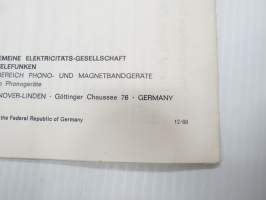 EMEINE ELEKTRICITÄTS-GESELLSCHAFT
ELEFUNKEN
BEREICH PHONO- UND MAGNETBANDGERÄTE
Phonogeräte
NOVER-LINDEN · Göttinger Chaussee 76 · GERMANY
the Federal Republic of Germany
12/68